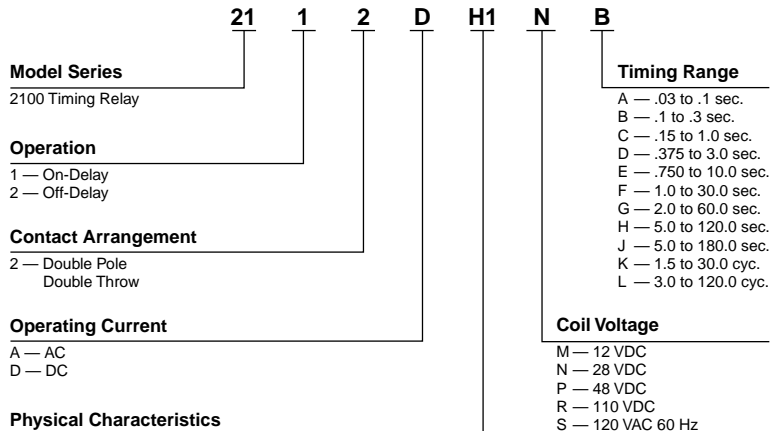 21 1 2 D H1 N B
Model Series
2100 Timing Relay
Operation
1 — On-Delay
2 — Off-Delay
Contact Arrangement
2 — Double Pole
Double Throw
Operating Current
A — AC
D — DC
Physical Characteristics
Timing Range
A — .03 to .1 sec.
B — .1 to .3 sec.
C — .15 to 1.0 sec.
D — .375 to 3.0 sec.
E — .750 to 10.0 sec.
F — 1.0 to 30.0 sec.
G — 2.0 to 60.0 sec.
H — 5.0 to 120.0 sec.
J — 5.0 to 180.0 sec.
K — 1.5 to 30.0 cyc.
L — 3.0 to 120.0 cyc.
Coil Voltage
M — 12 VDC
N — 28 VDC
P — 48 VDC
R — 110 VDC
S — 120 VAC 60 Hz